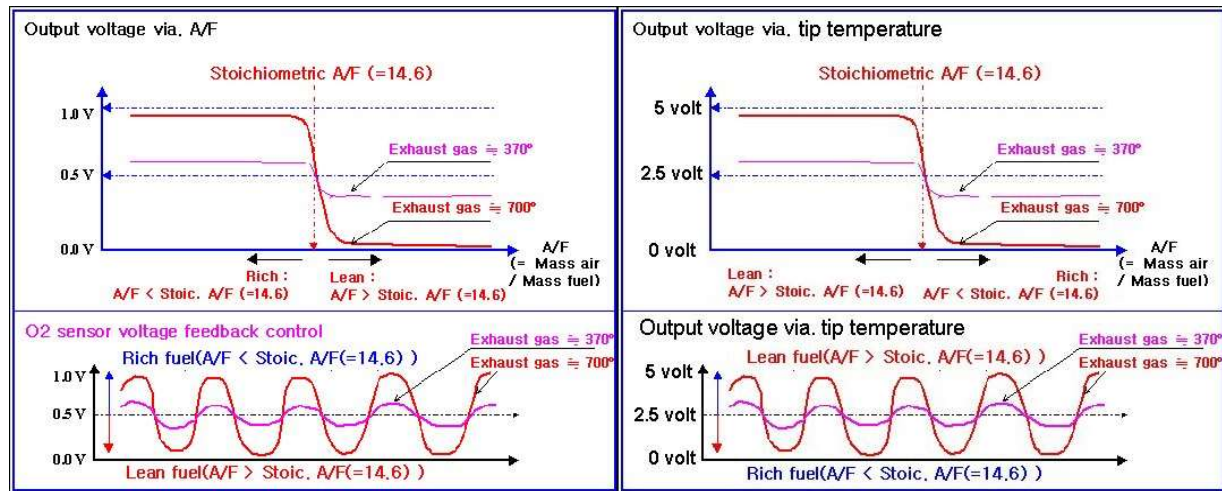 Output voltage via. A/F
Stoichiometric A/F (=14.6)
1.0 V
Exhaust gas ≒ 370°
0.5 V
Exhaust gas ≒ 700°
0.0 V
A/F
(= Mass air
/ Mass fuel)
Rich :
A/F < Stoic. A/F (=14.6)
Lean :
A/F > Stoic. A/F (=14.6)
Output voltage via. tip temperature
Stoichiometric A/F (=14.6)
5 volt
Exhaust gas ≒ 370°
2.5 volt
Exhaust gas ≒ 700°
0 volt
A/F
(= Mass air
/ Mass fuel)
Lean :
A/F > Stoic. A/F (=14.6)
Rich :
A/F < Stoic. A/F (=14.6)
O2 sensor voltage feedback control
Exhaust gas ≒ 370°
Rich fuel(A/F < Stoic. A/F(=14.6) )
Exhaust gas ≒ 700°
1.0 V
0.5 V
0.0 V
Lean fuel(A/F > Stoic. A/F(=14.6) )
Output voltage via. tip temperature
Exhaust gas ≒ 370°
Lean fuel(A/F > Stoic. A/F(=14.6) )
Exhaust gas ≒ 700°
5 volt
2.5 volt
0 volt
Rich fuel(A/F < Stoic. A/F(=14.6) )